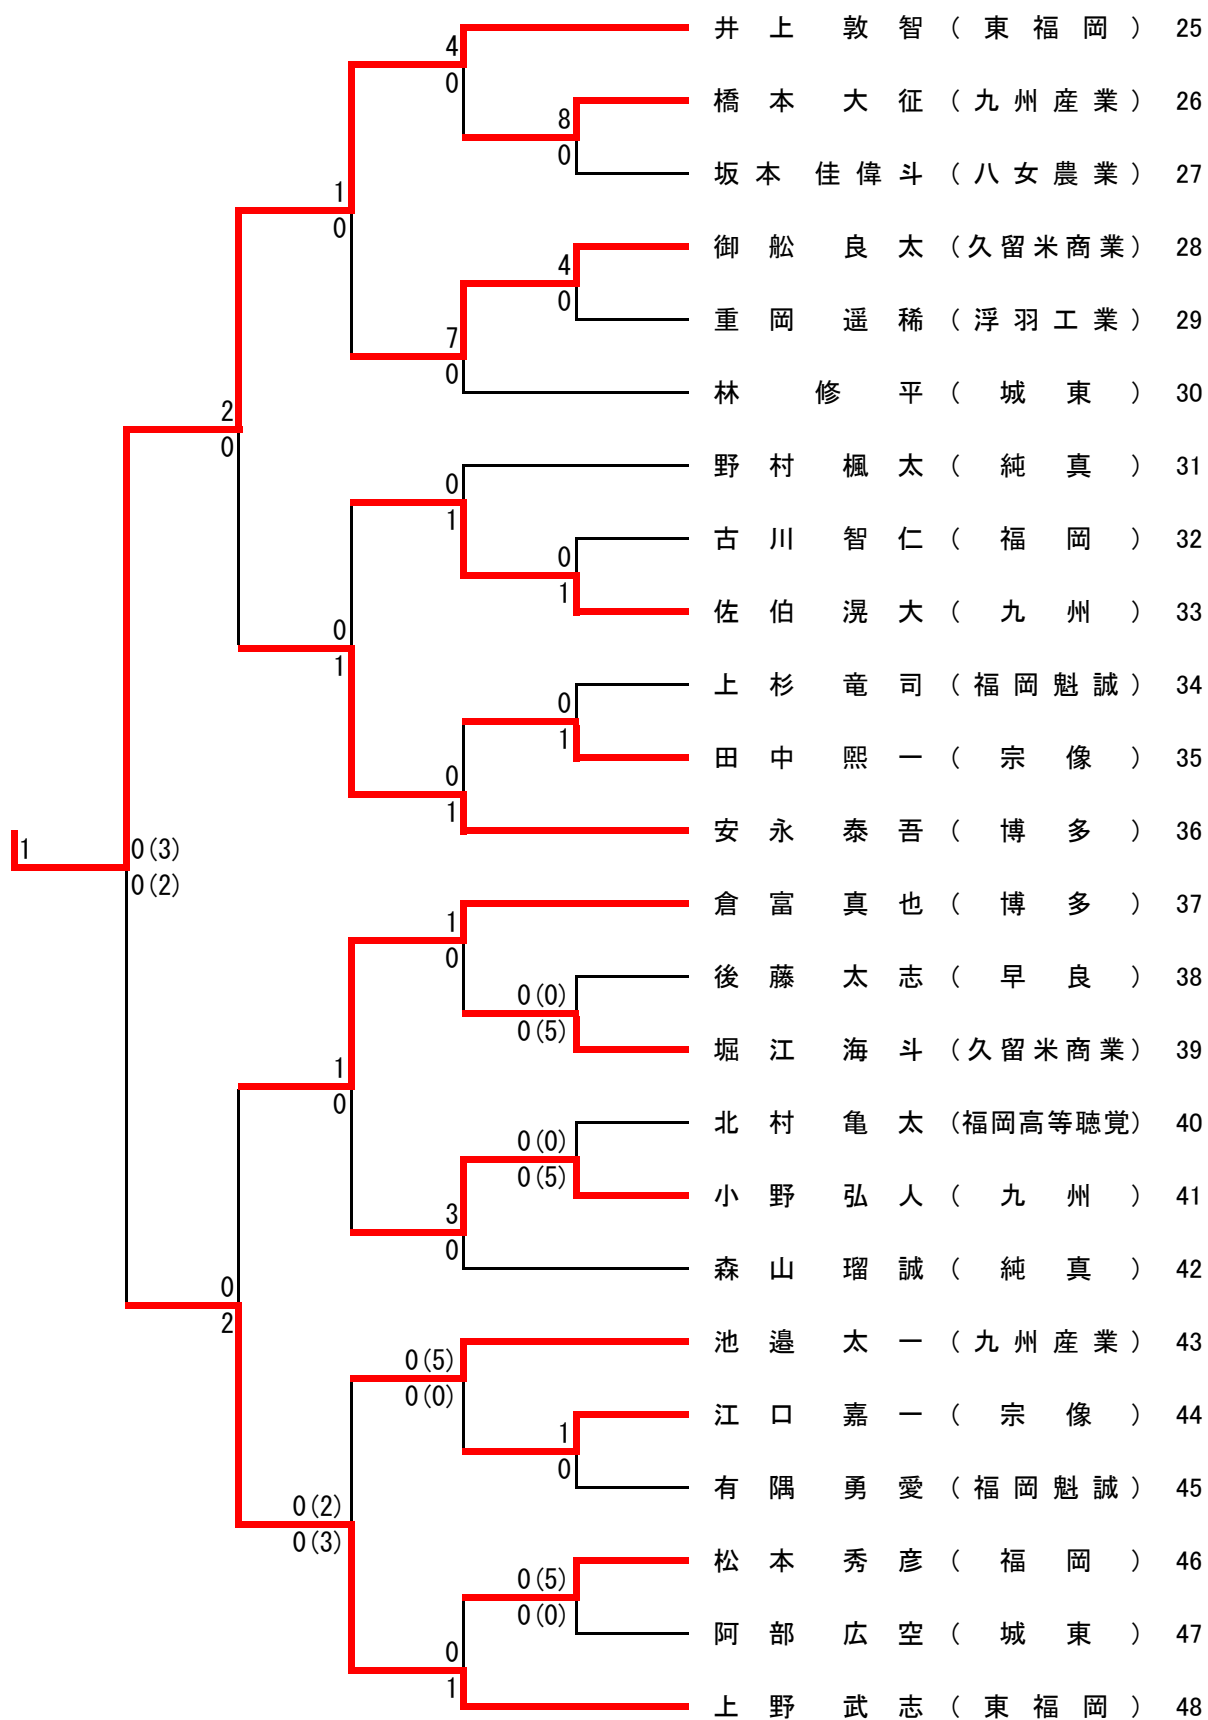 井上 敦智 (東福岡) 25
4
0
橋本 大征 (九州産業) 26
8
0
坂本 佳偉斗 (八女農業) 27
1
0
御舩 良太 (久留米商業) 28
4
0
重岡 遥稀 (浮羽工業) 29
7
0
林 修平 (城東) 30
2
0
野村 楓太 (純真) 31
0
1
古川 智仁 (福岡) 32
0
1
佐伯 滉大 (九州) 33
0
1
上杉 竜司 (福岡魁誠) 34
0
1
田中 熙一 (宗像) 35
0
1
安永 泰吾 (博多) 36
1
0(3)
0(2)
倉富 真也 (博多) 37
1
0
後藤 太志 (早良) 38
0(0)
0(5)
堀江 海斗 (久留米商業) 39
1
0
北村 亀太 (福岡高等聴覚) 40
0(0)
0(5)
小野 弘人 (九州) 41
3
0
森山 瑠誠 (純真) 42
0
2
池邉 太一 (九州産業) 43
0(5)
0(0)
江口 嘉一 (宗像) 44
1
0
有隅 勇愛 (福岡魁誠) 45
0(2)
0(3)
松本 秀彦 (福岡) 46
0(5)
0(0)
阿部 広空 (城東) 47
0
1
上野 武志 (東福岡) 48